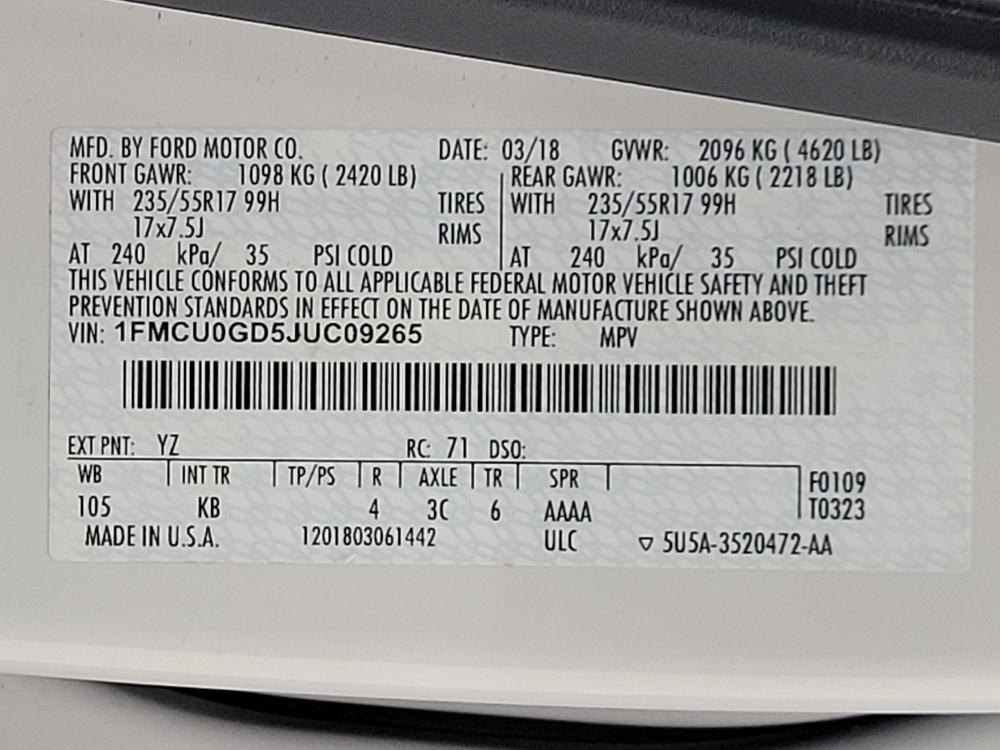 MFD. BY FORD MOTOR CO. DATE: 03/18 GVWR: 2096 KG ( 4620 LB)
FRONT GAWR: 1098 KG ( 2420 LB) REAR GAWR: 1006 KG ( 2218 LB)
WITH 235/55R17 99H TIRES WITH 235/55R17 99H TIRES
17x7.5J RIMS 17x7.5J RIMS
AT 240 kPa/ 35 PSI COLD AT 240 kPa/ 35 PSI COLD
THIS VEHICLE CONFORMS TO ALL APPLICABLE FEDERAL MOTOR VEHICLE SAFETY AND THEFT
PREVENTION STANDARDS IN EFFECT ON THE DATE OF MANUFACTURE SHOWN ABOVE.
VIN: 1FMCU0GD5JUC09265 TYPE: MPV
EXT PNT: YZ RC: 71 DSO:
WB INT TR TP/PS R AXLE TR SPR F0109
105 KB 4 3C 6 AAAA T0323
MADE IN U.S.A. 1201803061442 ULC ▽ 5U5A-3520472-AA